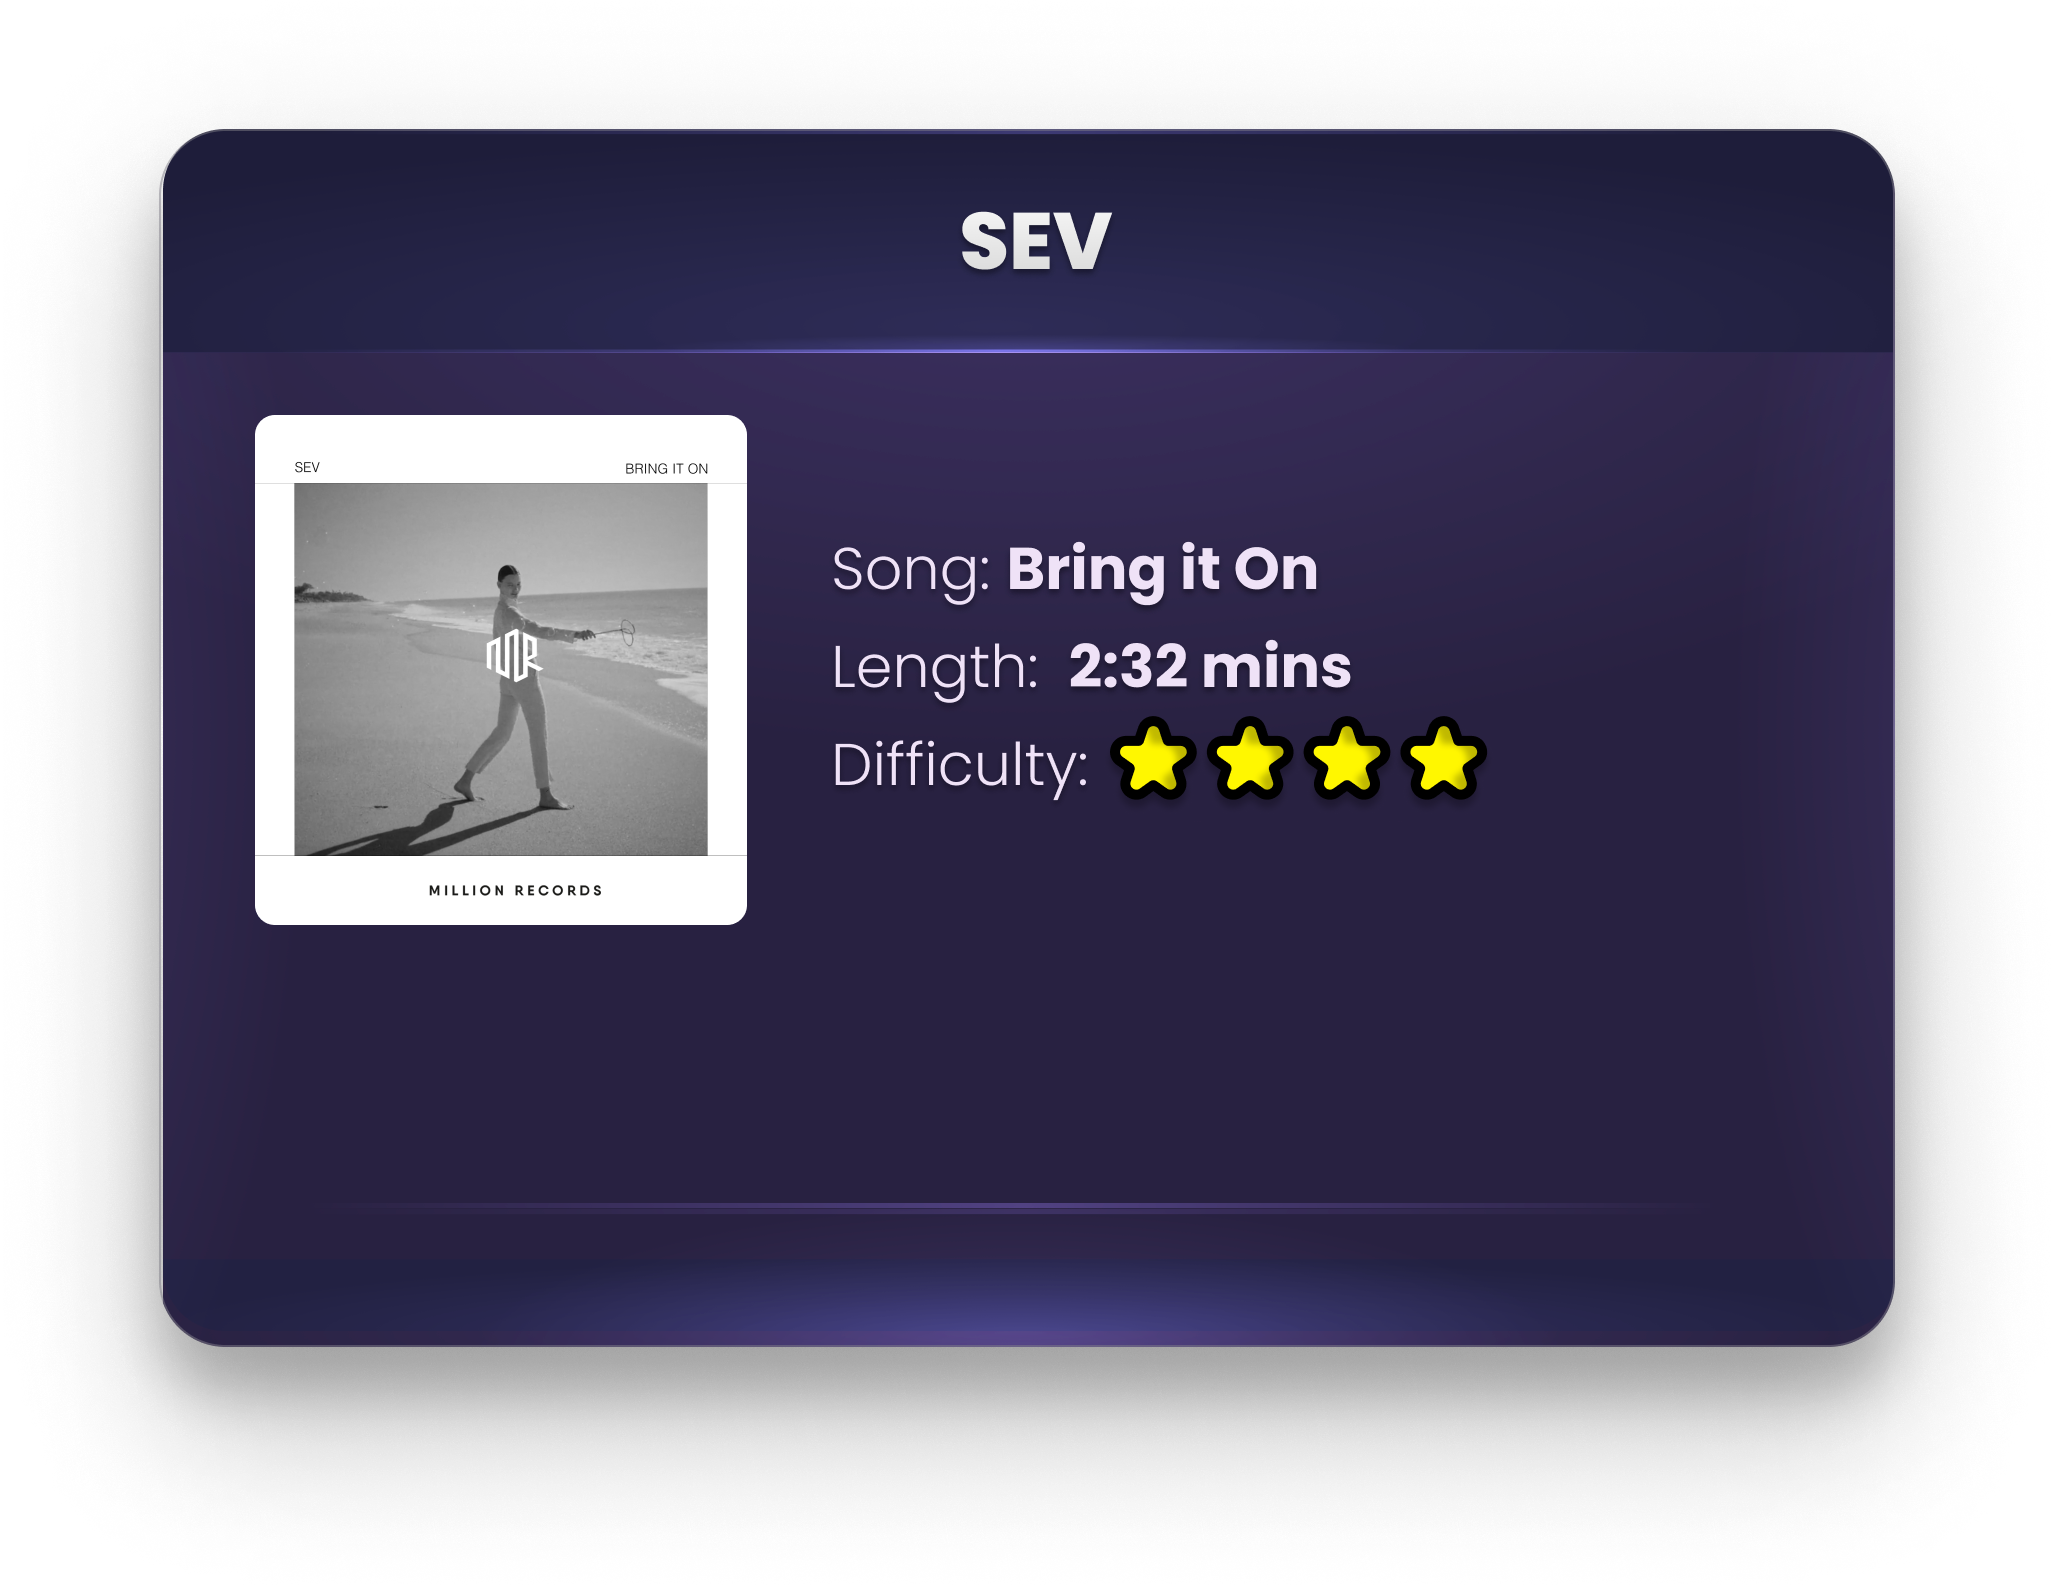 SEV
SEV
BRING IT ON
MILLION RECORDS
Song: Bring it On
Length: 2:32 mins
Difficulty: